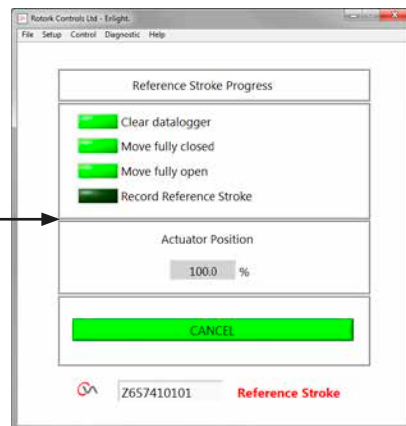 Rotork Controls Ltd - Enlight.
File Setup Control Diagnostic Help
Reference Stroke Progress
Clear datalogger
Move fully closed
Move fully open
Record Reference Stroke
Actuator Position
100.0 %
CANCEL
Z657410101 Reference Stroke